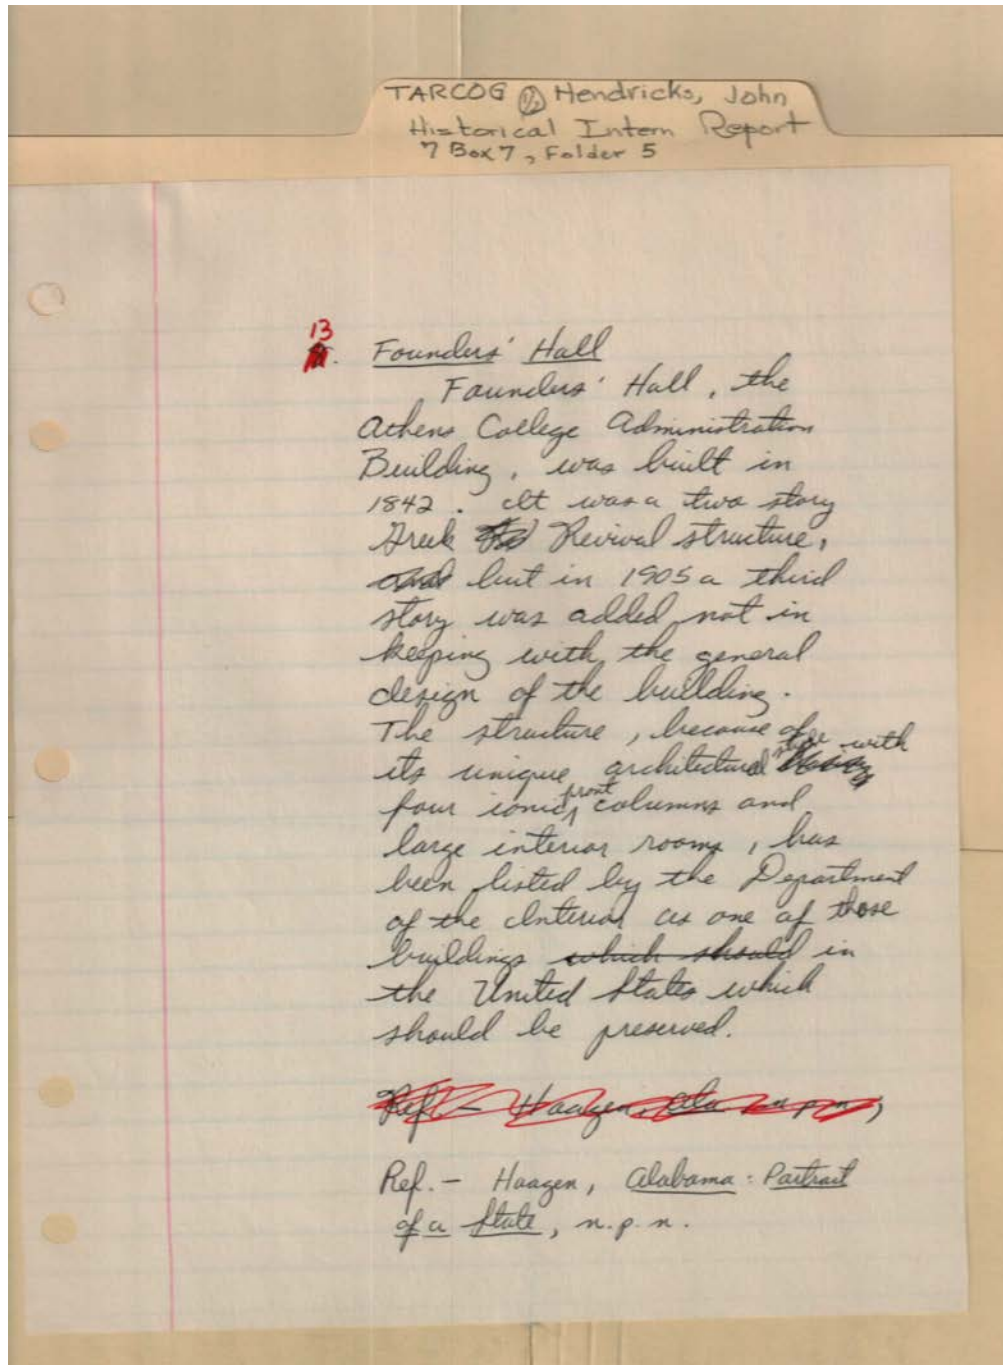 TARCOG Hendricks, John
Historical Intern Report
7 Box 7, Folder 5
13
Founders' Hall
Founders' Hall, the
Athens College Administration
Building, was built in
1842. It was a two story
Greek Revival structure,
and but in 1905 a third
story was added not in
keeping with the general
design of the building.
The structure, because of
its unique architectural style with
four ionic front columns and
large interior rooms, has
been listed by the Department
of the Interior as one of those
buildings which should in
the United States which
should be preserved.
Ref. - Haagen, Ala n.p.n,
Ref. - Haagen, Alabama: Portrait
of a State, n.p.n.